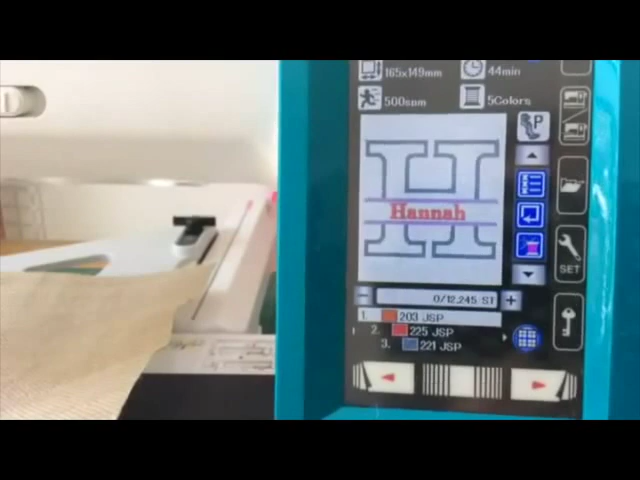 165x149mm
44min
500spm
5Colors
P
H
Hannah
SET
0/12,245 ST
1. 203 JSP
2. 225 JSP
3. 221 JSP